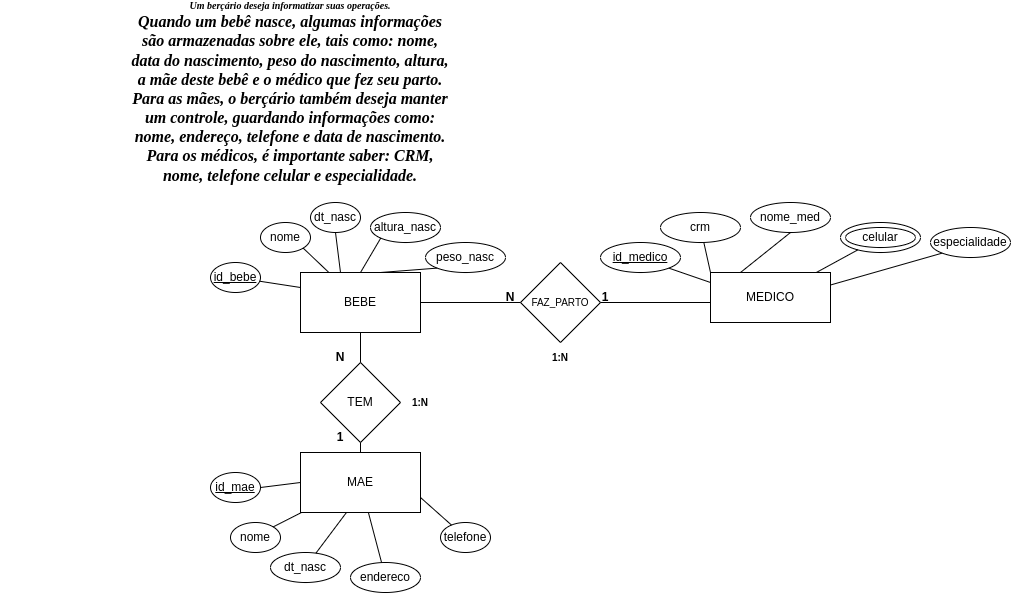 Um berçário deseja informatizar suas operações.
Quando um bebê nasce, algumas informações
são armazenadas sobre ele, tais como: nome,
data do nascimento, peso do nascimento, altura,
a mãe deste bebê e o médico que fez seu parto.
Para as mães, o berçário também deseja manter
um controle, guardando informações como:
nome, endereço, telefone e data de nascimento.
Para os médicos, é importante saber: CRM,
nome, telefone celular e especialidade.
dt_nasc
nome
altura_nasc
peso_nasc
id_bebe
BEBE
nome_med
crm
celular
especialidade
id_medico
MEDICO
N
FAZ_PARTO
1
1:N
N
TEM
1:N
1
MAE
id_mae
nome
telefone
dt_nasc
endereco